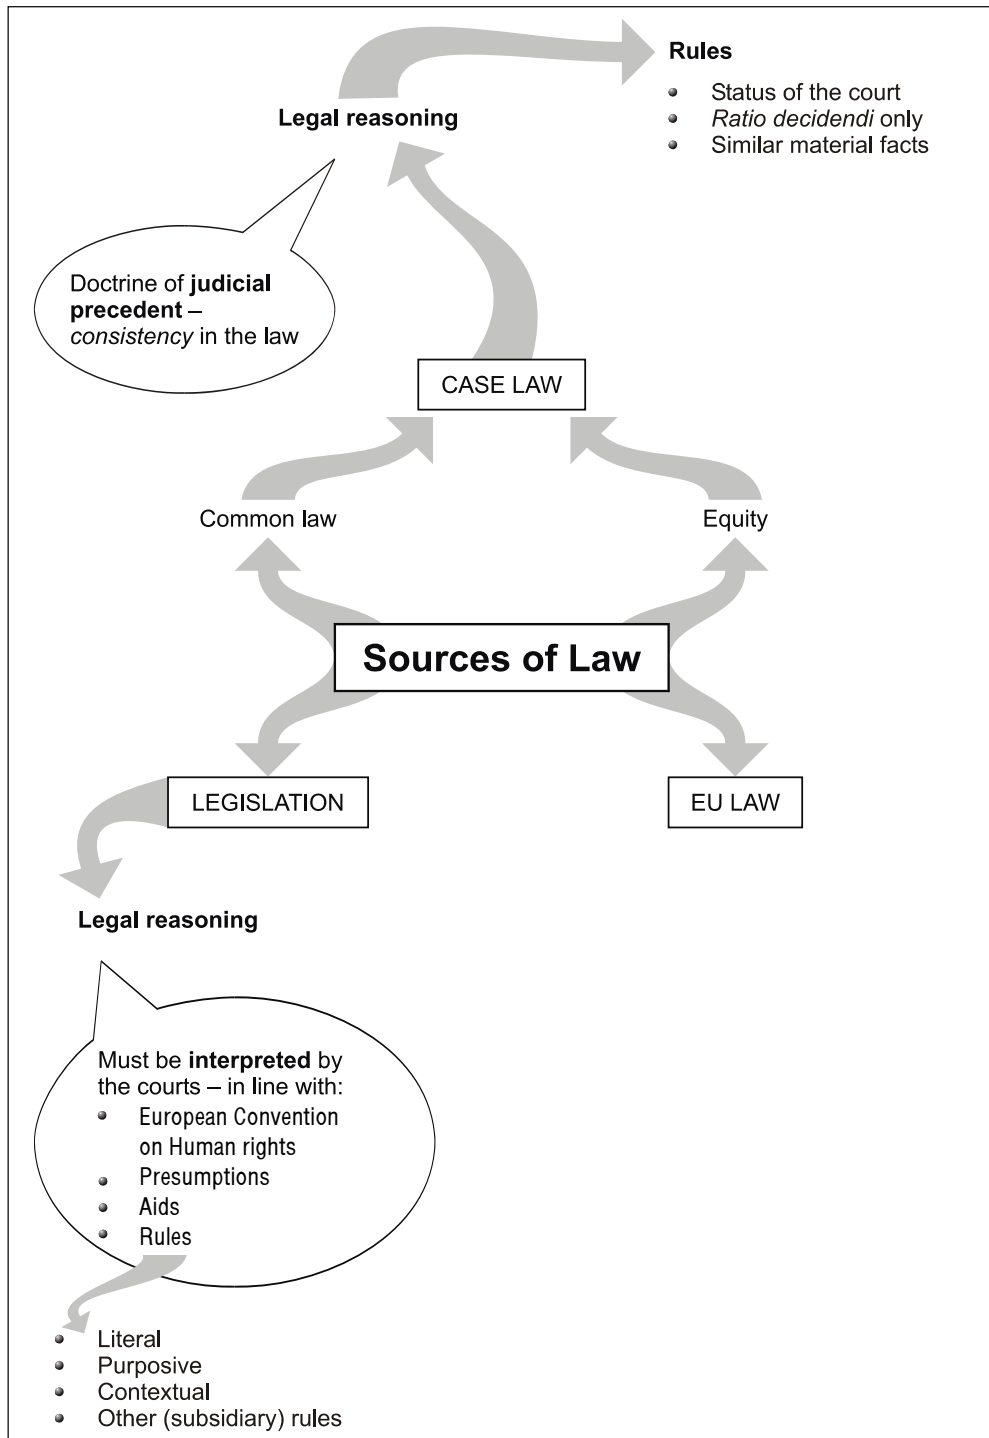 Rules
• Status of the court
• Ratio decidendi only
• Similar material facts
Legal reasoning
Doctrine of judicial
precedent –
consistency in the law
CASE LAW
Common law
Equity
Sources of Law
LEGISLATION
EU LAW
Legal reasoning
Must be interpreted by
the courts – in line with:
• European Convention
on Human rights
• Presumptions
• Aids
• Rules
• Literal
• Purposive
• Contextual
• Other (subsidiary) rules